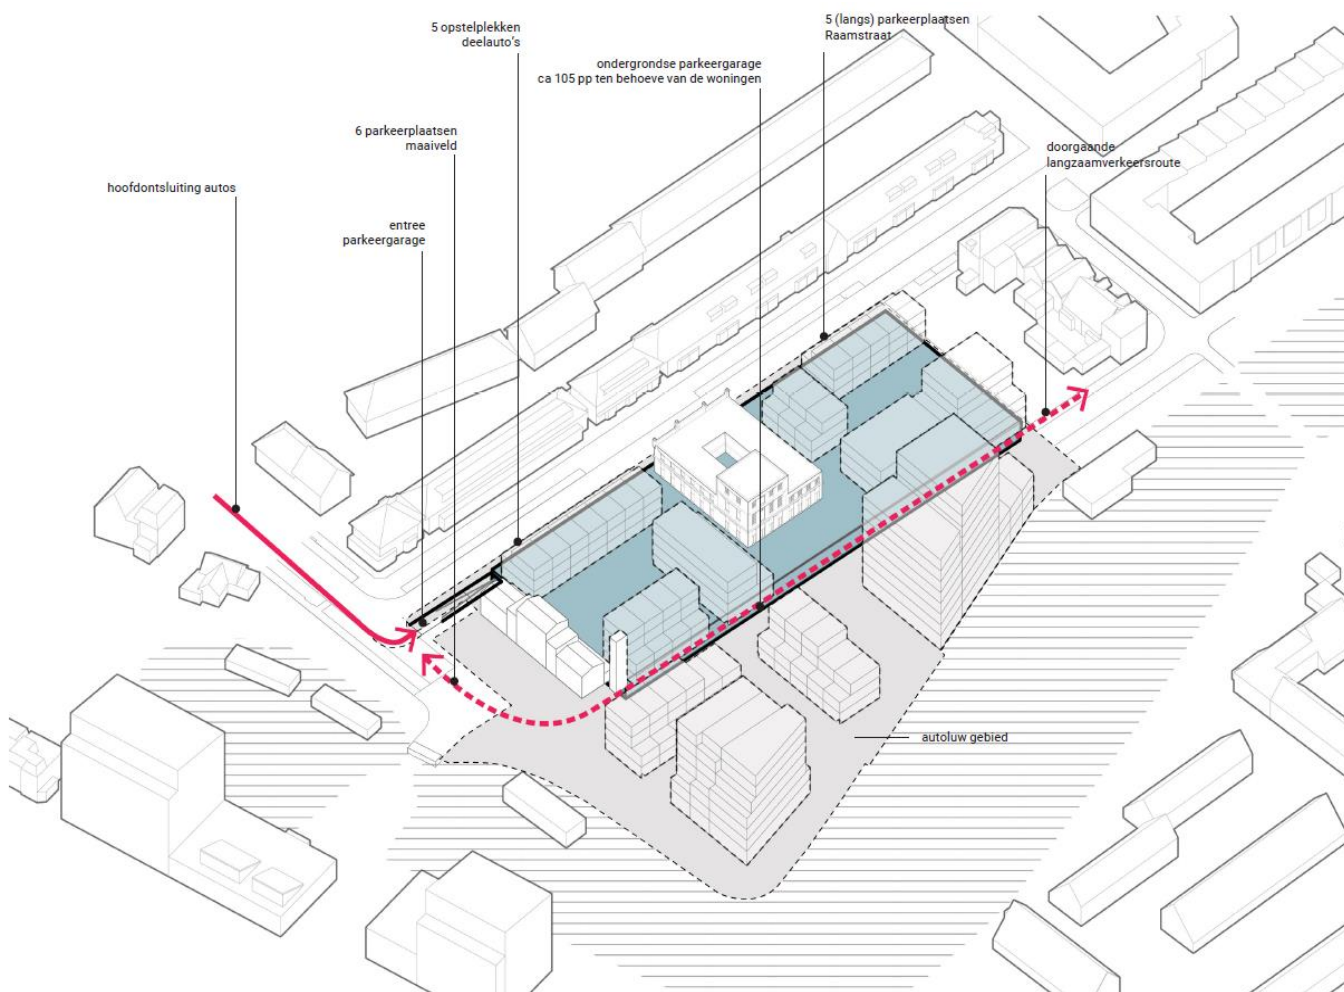 5 opstelplekken
deelauto's
5 (langs) parkeerplaatsen
Raamstraat
ondergrondse parkeergarage
ca 105 pp ten behoeve van de woningen
6 parkeerplaatsen
maaiveld
doorgaande
langzaamverkeersroute
hoofdontsluiting autos
entree
parkeergarage
autoluw gebied